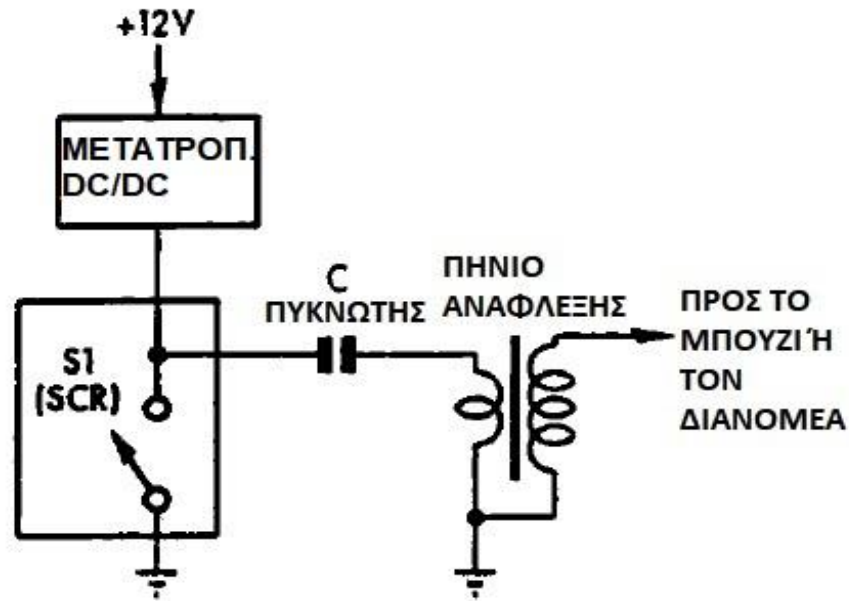 +12V
ΜΕΤΑΤΡΟΠ.
DC/DC
C
ΠΥΚΝΩΤΗΣ
ΠΗΝΙΟ
ΑΝΑΦΛΕΞΗΣ
ΠΡΟΣ ΤΟ
ΜΠΟΥΖΙ Ή
ΤΟΝ
ΔΙΑΝΟΜΕΑ
S1
(SCR)